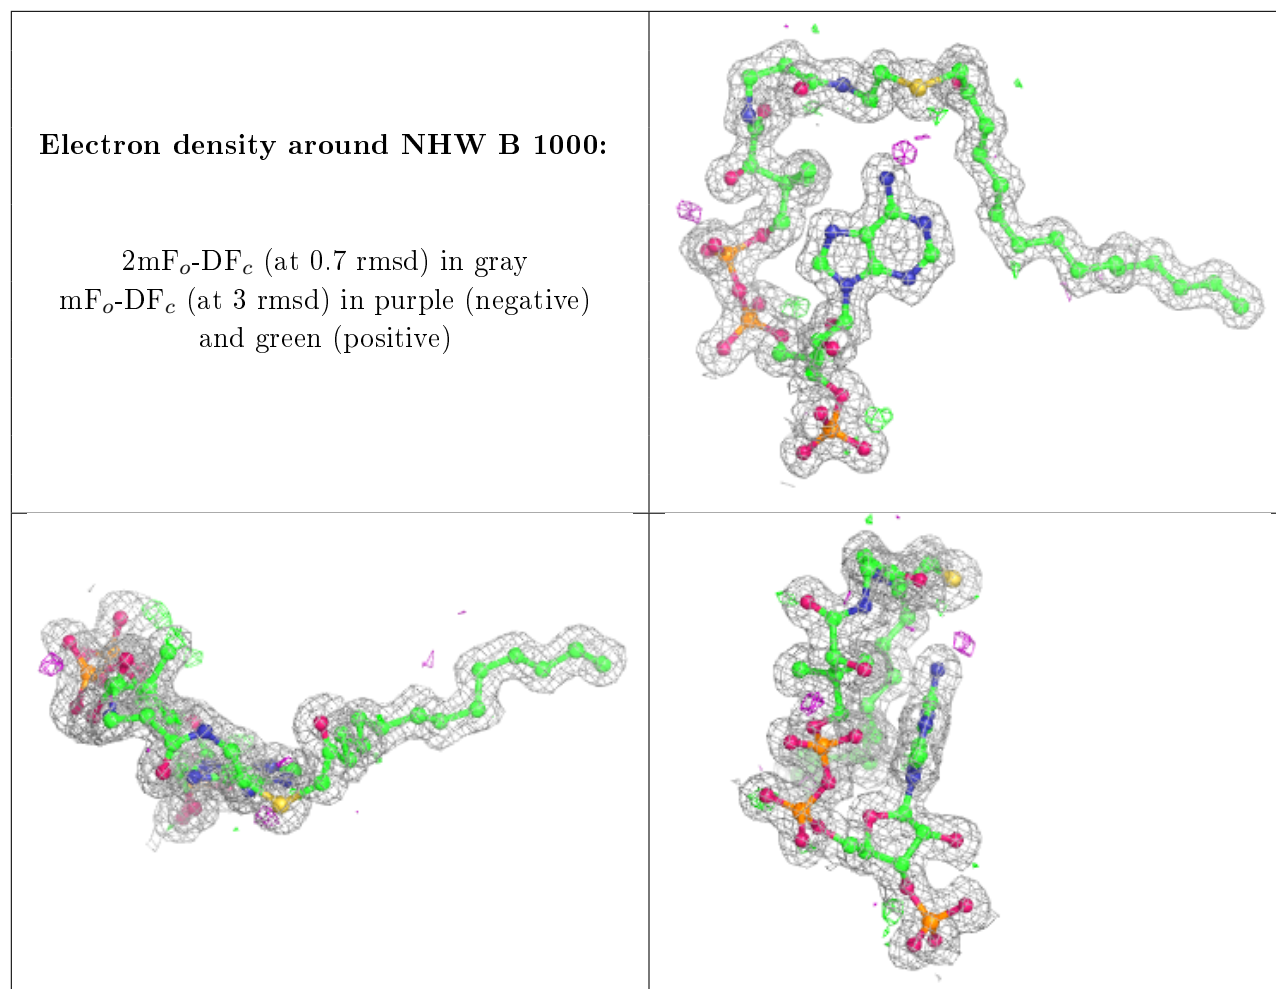 Electron density around NHW B 1000:
2mFo-DFc (at 0.7 rmsd) in gray
mFo-DFc (at 3 rmsd) in purple (negative)
and green (positive)